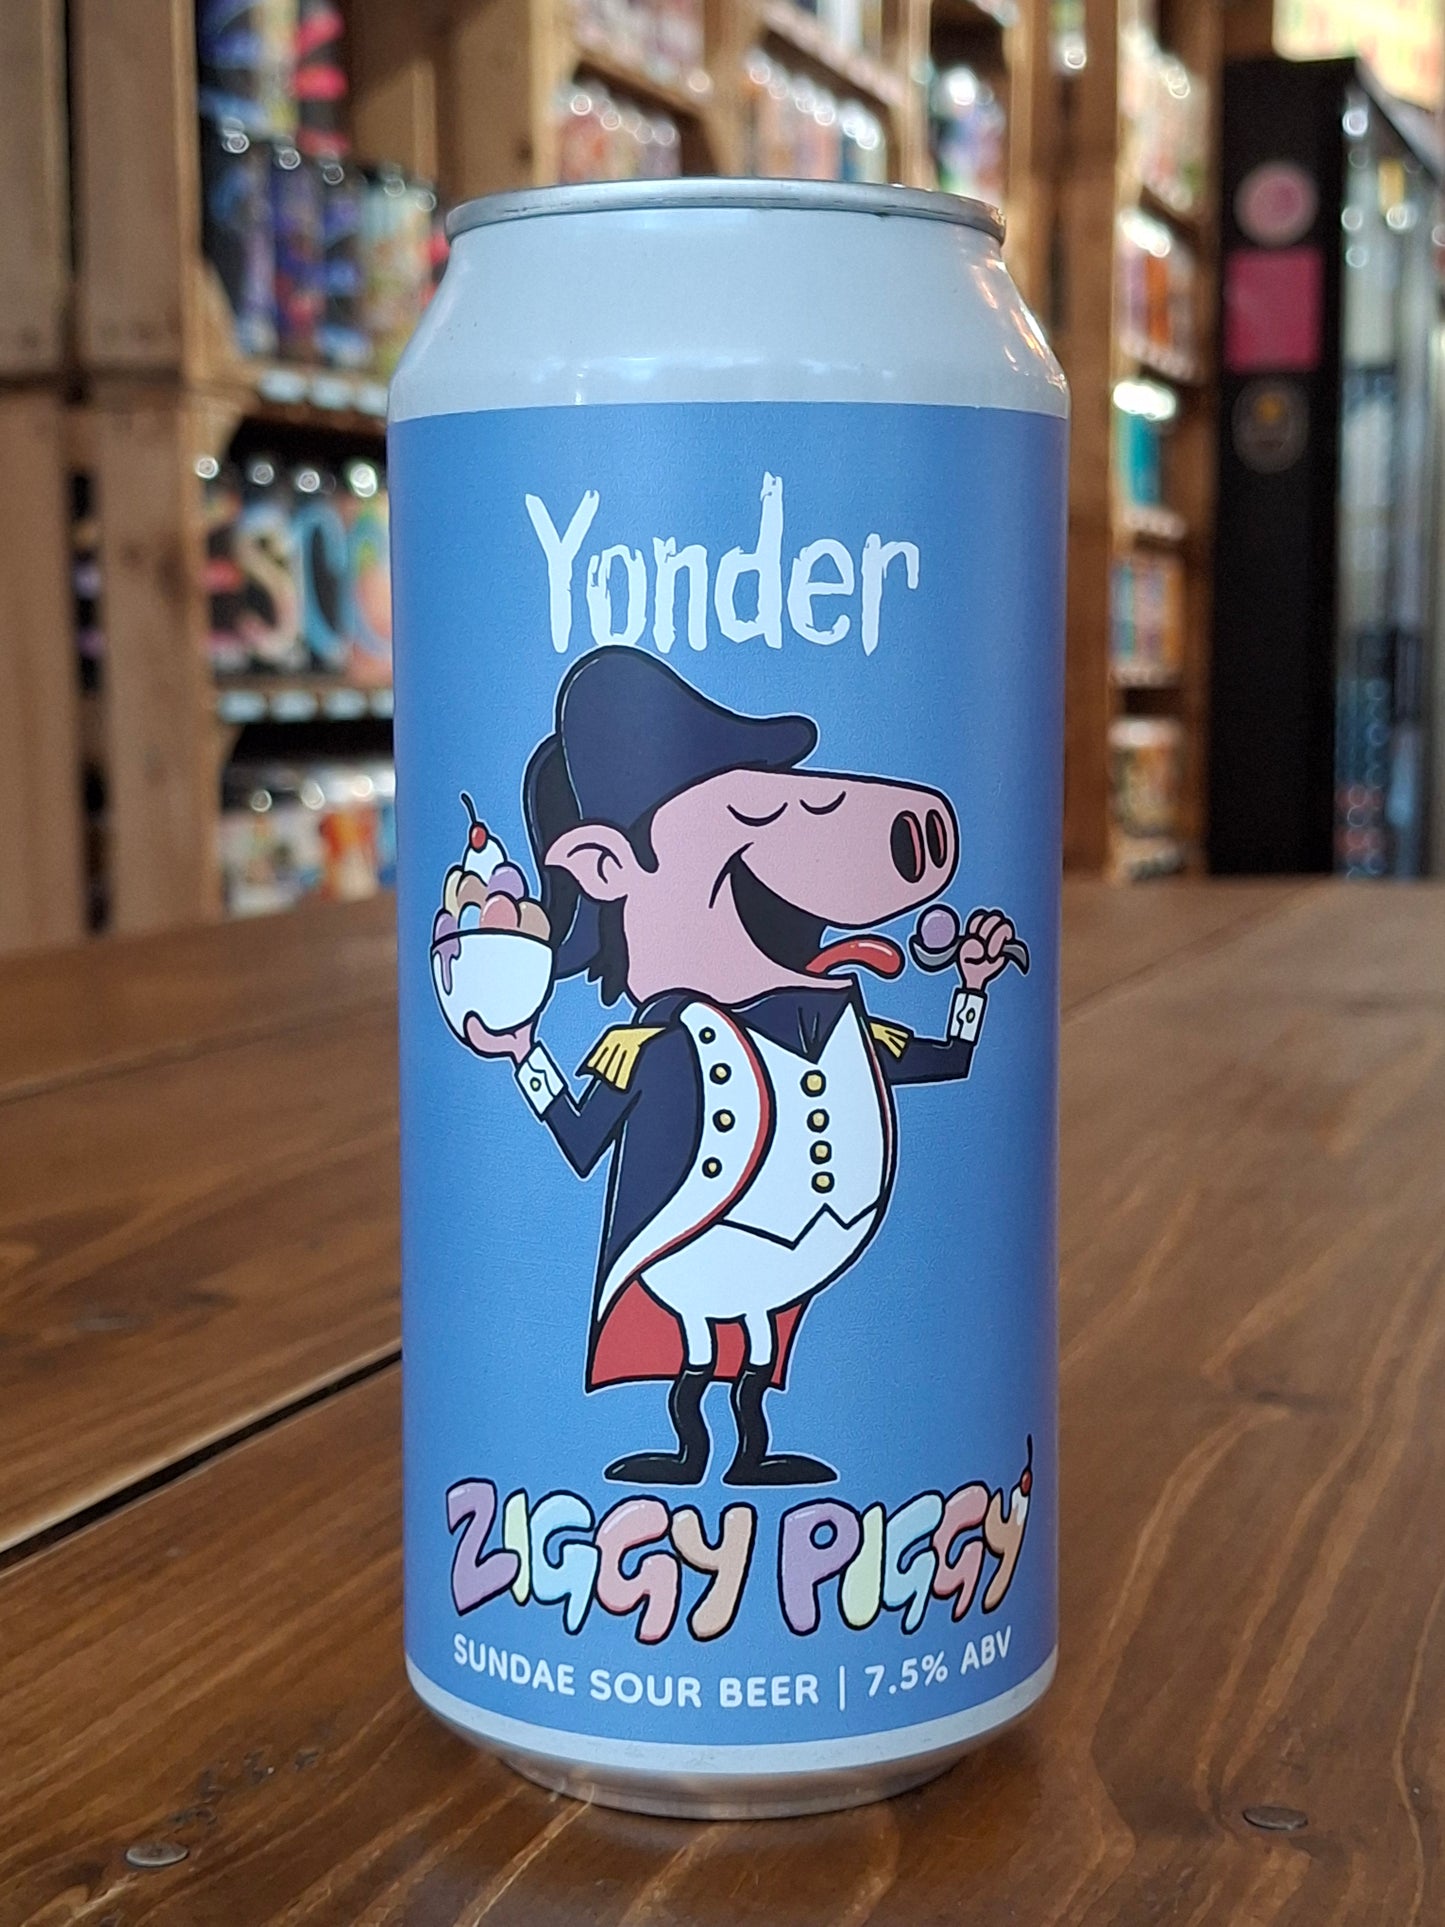 Yonder
ZIGGY PIGGY
SUNDAE SOUR BEER | 7.5% ABV